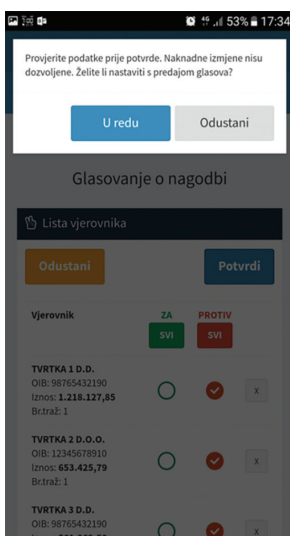 53% 17:34
Provjerite podatke prije potvrde. Naknadne izmjene nisu
dozvoljene. Želite li nastaviti s predajom glasova?
U redu Odustani
Glasovanje o nagodbi
Lista vjerovnika
Odustani Potvrdi
Vjerovnik ZA PROTIV
SVI SVI
TVRTKA 1 D.D.
OIB: 98765432190
Iznos: 1.218.127,85
Br.traž: 1
x
TVRTKA 2 D.O.O.
OIB: 12345678910
Iznos: 653.425,79
Br.traž: 1
x
TVRTKA 3 D.D.
OIB: 98765432190
x